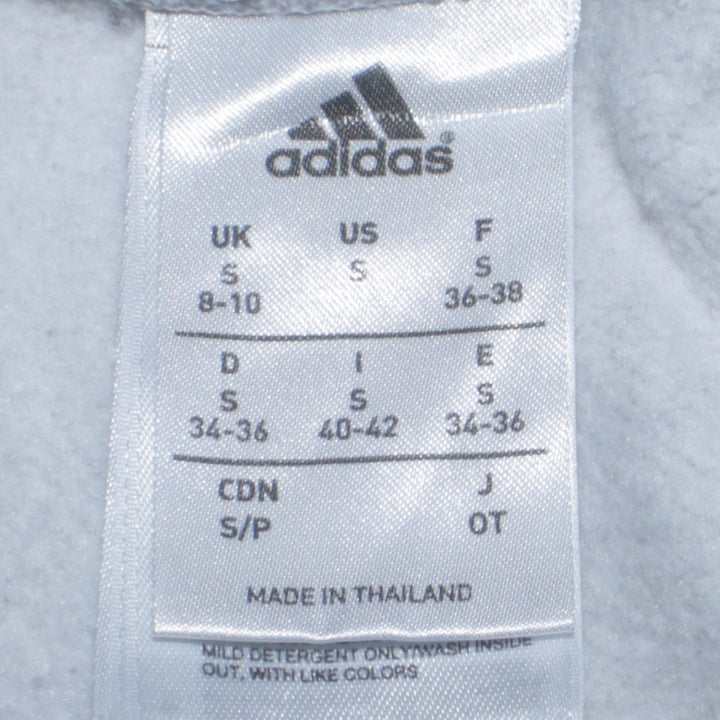 adidas®
UK US F
S S S
8-10 36-38
D I E
S S S
34-36 40-42 34-36
CDN J
S/P OT
MADE IN THAILAND
MILD DETERGENT ONLY/WASH INSIDE
OUT, WITH LIKE COLORS